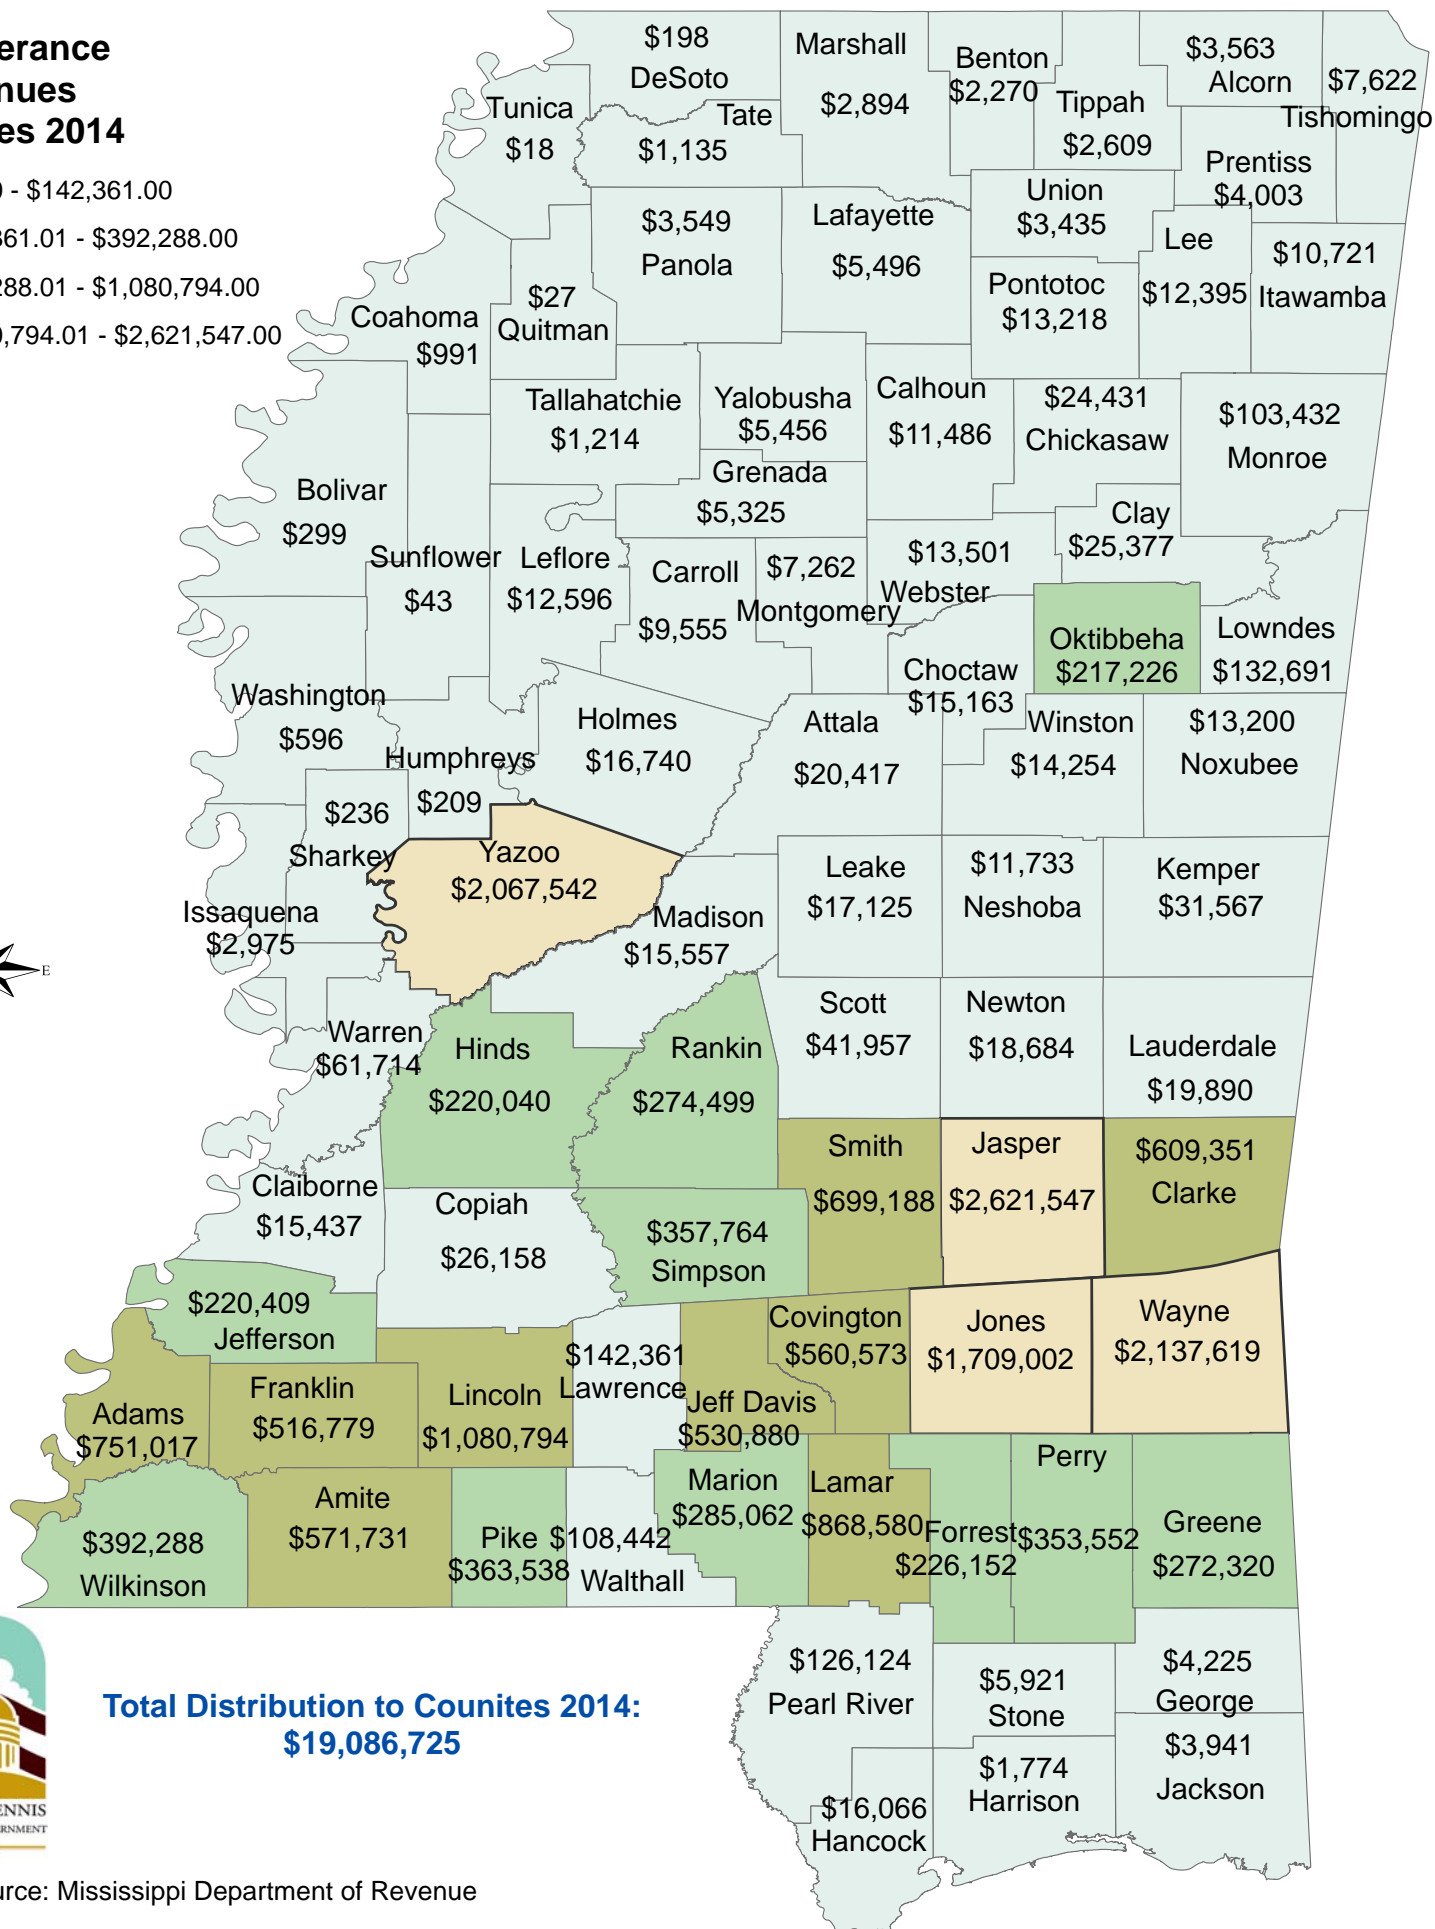 erance
nues
es 2014
0 - $142,361.00
361.01 - $392,288.00
288.01 - $1,080,794.00
0,794.01 - $2,621,547.00
$198
DeSoto
Marshall
$2,894
Benton
$2,270
Tippah
$2,609
$3,563
Alcorn
$7,622
Tishomingo
Tunica
$18
Tate
$1,135
Prentiss
$4,003
$3,549
Panola
Lafayette
$5,496
Union
$3,435
Lee
$12,395
$10,721
Itawamba
Coahoma
$991
$27
Quitman
Pontotoc
$13,218
Tallahatchie
$1,214
Yalobusha
$5,456
Calhoun
$11,486
$24,431
Chickasaw
$103,432
Monroe
Bolivar
$299
Grenada
$5,325
Clay
$25,377
Sunflower
$43
Leflore
$12,596
Carroll
$9,555
$7,262
Montgomery
$13,501
Webster
Choctaw
$15,163
Oktibbeha
$217,226
Lowndes
$132,691
Washington
$596
Humphreys
$209
Holmes
$16,740
Attala
$20,417
Winston
$14,254
$13,200
Noxubee
$236
Sharkey
Yazoo
$2,067,542
Leake
$17,125
$11,733
Neshoba
Kemper
$31,567
Issaquena
$2,975
Madison
$15,557
E
Warren
$61,714
Hinds
$220,040
Rankin
$274,499
Scott
$41,957
Newton
$18,684
Lauderdale
$19,890
Claiborne
$15,437
Copiah
$26,158
$357,764
Simpson
Smith
$699,188
Jasper
$2,621,547
$609,351
Clarke
$220,409
Jefferson
Adams
$751,017
Franklin
$516,779
Lincoln
$1,080,794
$142,361
Lawrence
Jeff Davis
$530,880
Covington
$560,573
Jones
$1,709,002
Wayne
$2,137,619
$392,288
Wilkinson
Amite
$571,731
Pike
$363,538
$108,442
Walthall
Marion
$285,062
Lamar
$868,580
Forrest
$226,152
Perry
$353,552
Greene
$272,320
$126,124
Pearl River
$5,921
Stone
$4,225
George
$16,066
Hancock
$1,774
Harrison
$3,941
Jackson
Total Distribution to Counites 2014:
$19,086,725
ENNIS
RNMENT
urce: Mississippi Department of Revenue